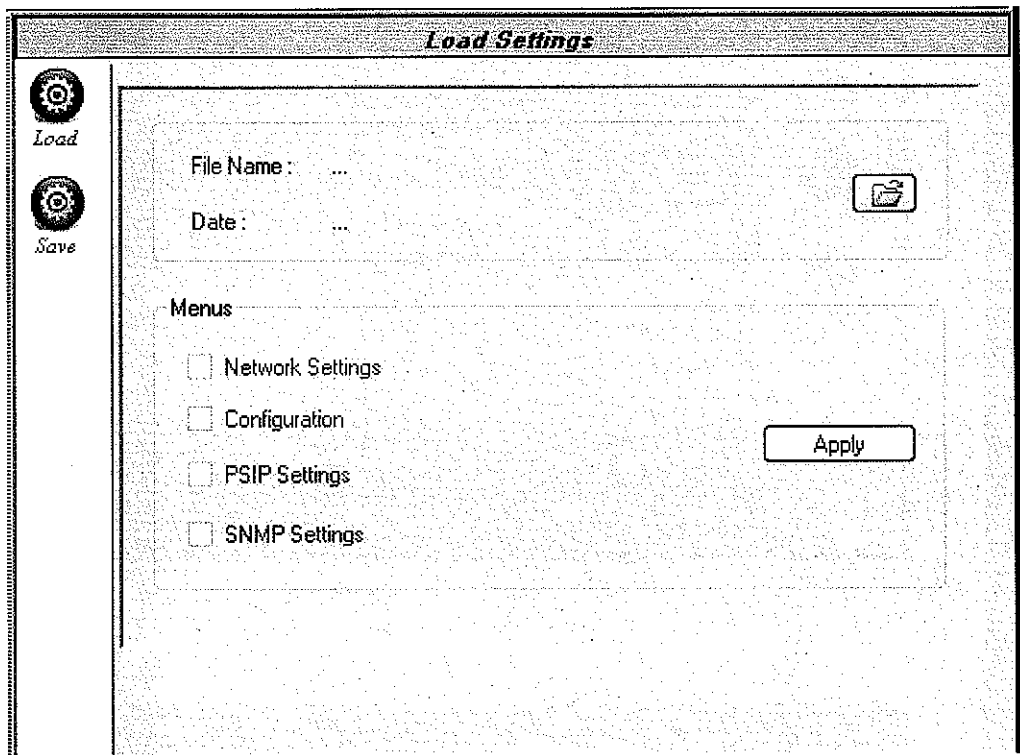 Load Settings
Load
Save
File Name : ...
Date : ...
Menus
Network Settings
Configuration
PSIP Settings
SNMP Settings
Apply